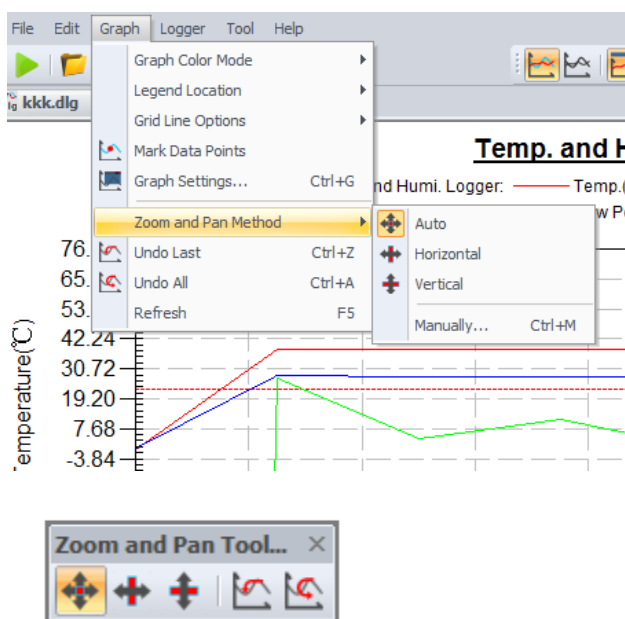 File Edit Graph Logger Tool Help
Graph Color Mode
Legend Location
kkk.dlg
Grid Line Options
Mark Data Points
Temp. and H
Graph Settings... Ctrl+G
nd Humi. Logger: Temp.(
w P
Zoom and Pan Method
Auto
Undo Last Ctrl+Z
Horizontal
Undo All Ctrl+A
Vertical
Refresh F5
Manually... Ctrl+M
76.
65.
53.
42.24
30.72
19.20
7.68
-3.84
Temperature(℃)
Zoom and Pan Tool...